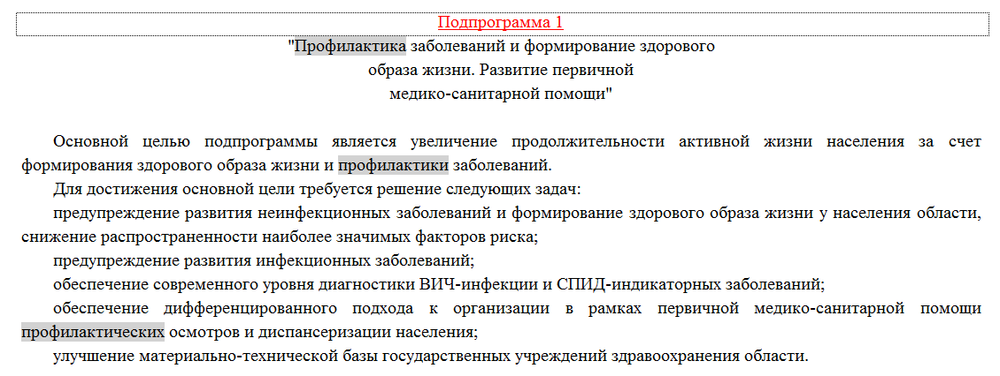 Подпрограмма 1
"Профилактика заболеваний и формирование здорового
образа жизни. Развитие первичной
медико-санитарной помощи"
Основной целью подпрограммы является увеличение продолжительности активной жизни населения за счет
формирования здорового образа жизни и профилактики заболеваний.
Для достижения основной цели требуется решение следующих задач:
предупреждение развития неинфекционных заболеваний и формирование здорового образа жизни у населения области,
снижение распространенности наиболее значимых факторов риска;
предупреждение развития инфекционных заболеваний;
обеспечение современного уровня диагностики ВИЧ-инфекции и СПИД-индикаторных заболеваний;
обеспечение дифференцированного подхода к организации в рамках первичной медико-санитарной помощи
профилактических осмотров и диспансеризации населения;
улучшение материально-технической базы государственных учреждений здравоохранения области.